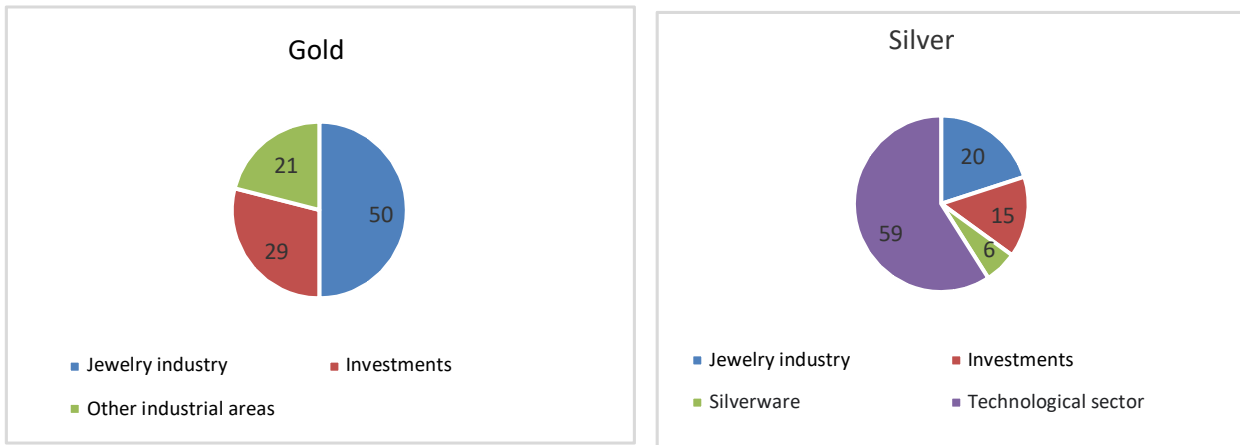 Gold
21
50
29
Jewelry industry
Investments
Other industrial areas
Silver
20
15
59
6
Jewelry industry
Investments
Silverware
Technological sector